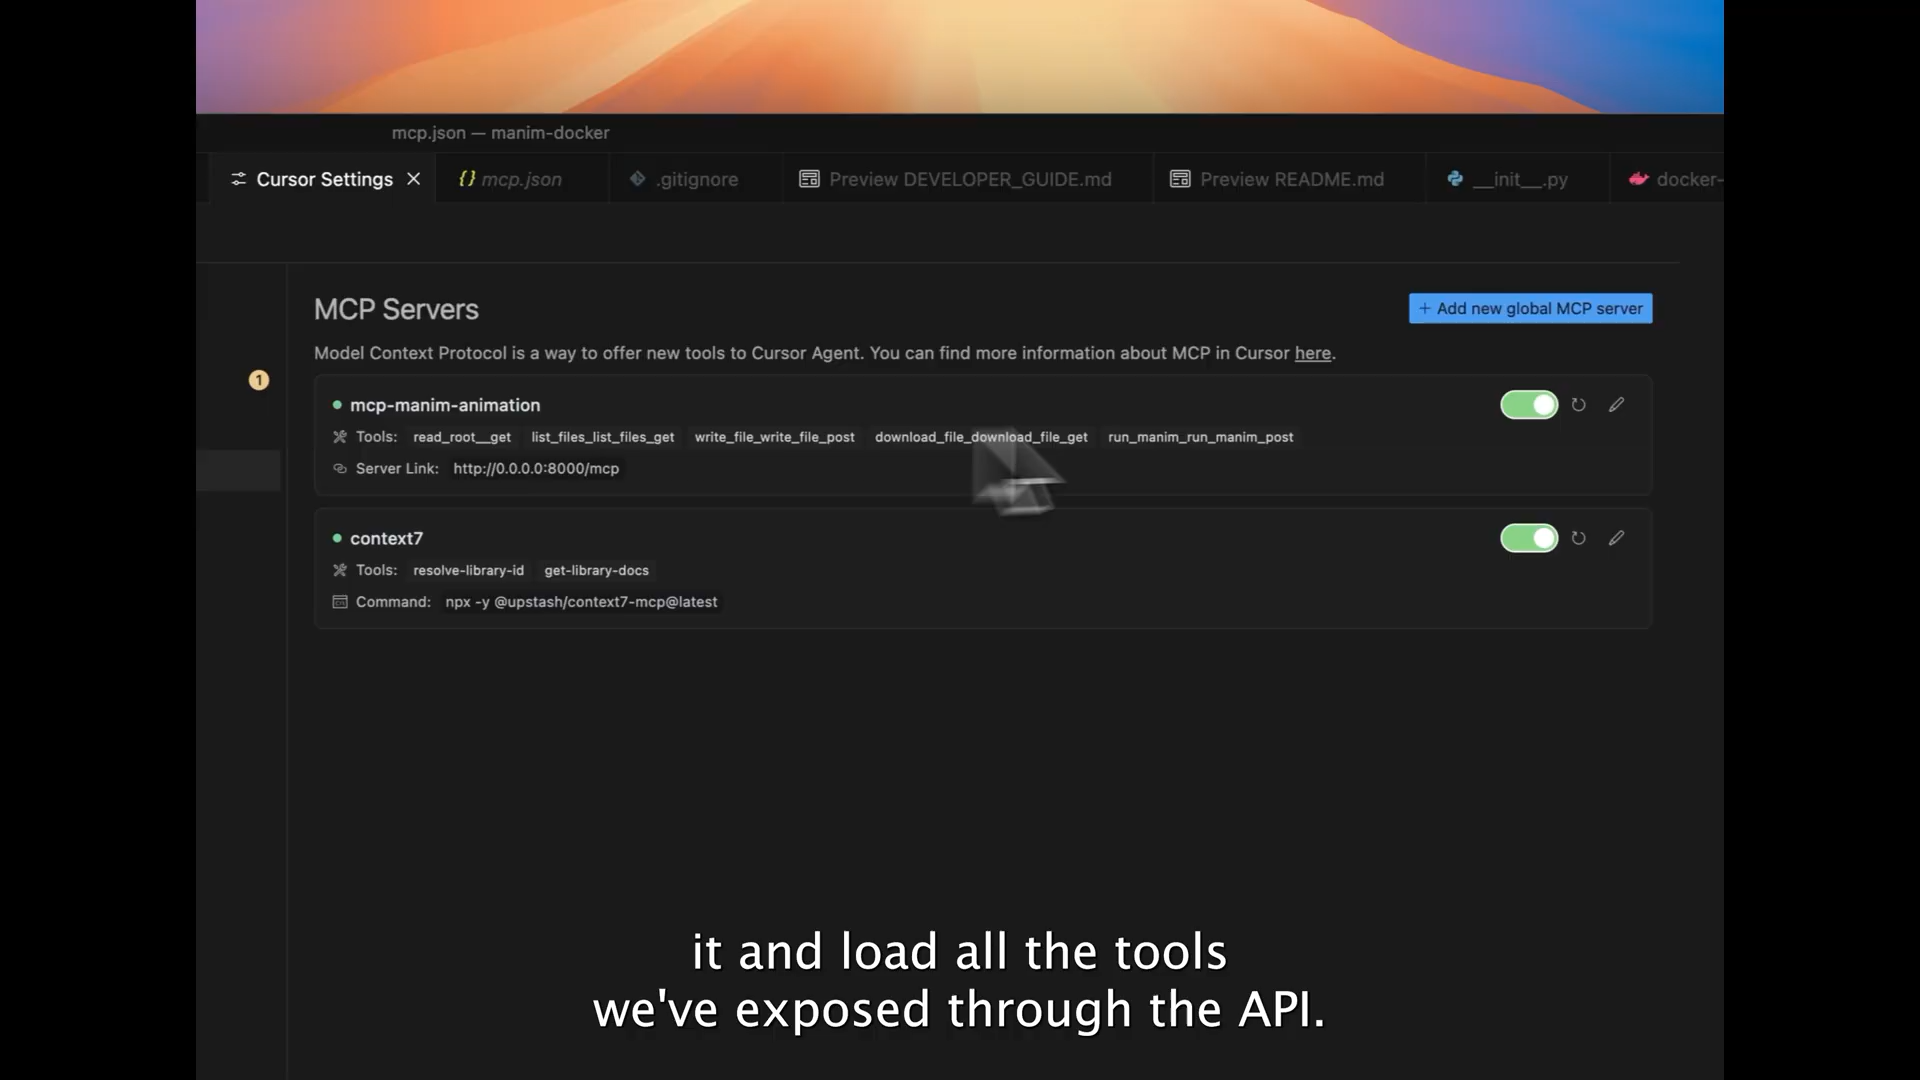 mcp.json — manim-docker
Cursor Settings
{} mcp.json
.gitignore
Preview DEVELOPER_GUIDE.md
Preview README.md
__init__.py
docker-
MCP Servers
+ Add new global MCP server
Model Context Protocol is a way to offer new tools to Cursor Agent. You can find more information about MCP in Cursor here.
1
mcp-manim-animation
Tools: read_root__get list_files_list_files_get write_file_write_file_post download_file_download_file_get run_manim_run_manim_post
Server Link: http://0.0.0.0:8000/mcp
context7
Tools: resolve-library-id get-library-docs
Command: npx -y @upstash/context7-mcp@latest
it and load all the tools
we've exposed through the API.